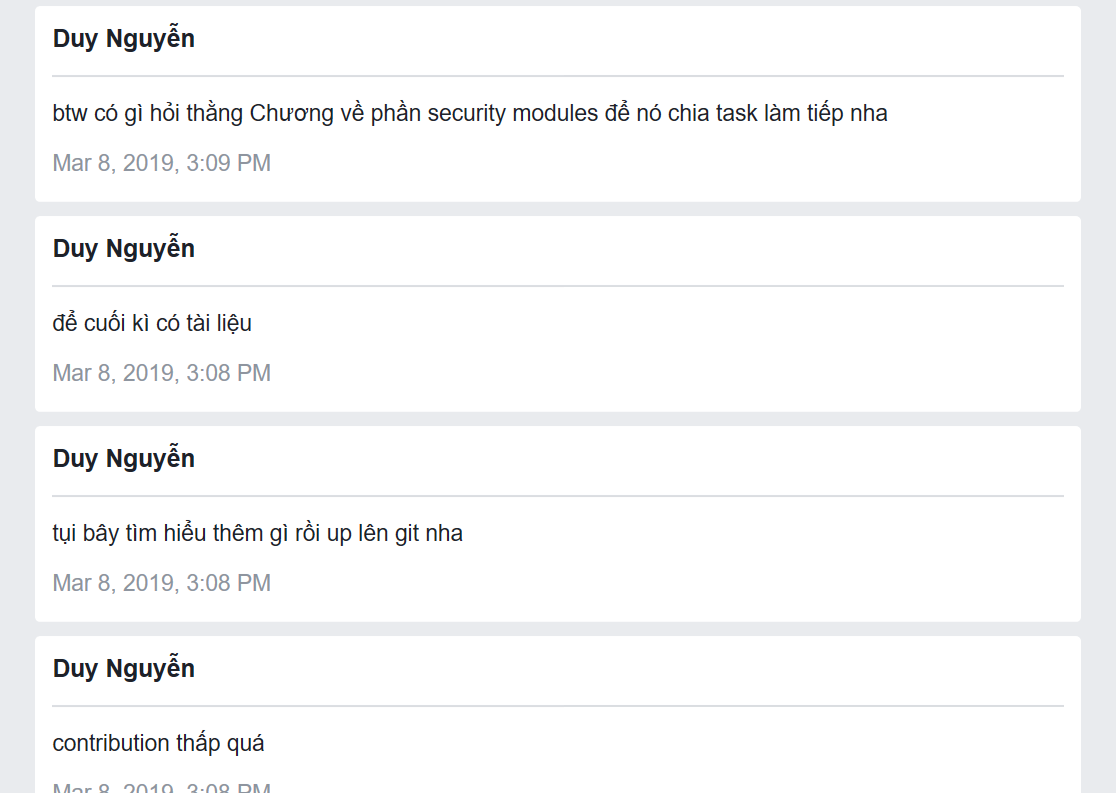 Duy Nguyễn
btw có gì hỏi thằng Chương về phần security modules để nó chia task làm tiếp nha
Mar 8, 2019, 3:09 PM
Duy Nguyễn
để cuối kì có tài liệu
Mar 8, 2019, 3:08 PM
Duy Nguyễn
tụi bây tìm hiểu thêm gì rồi up lên git nha
Mar 8, 2019, 3:08 PM
Duy Nguyễn
contribution thấp quá
Mar 8, 2019, 3:08 PM